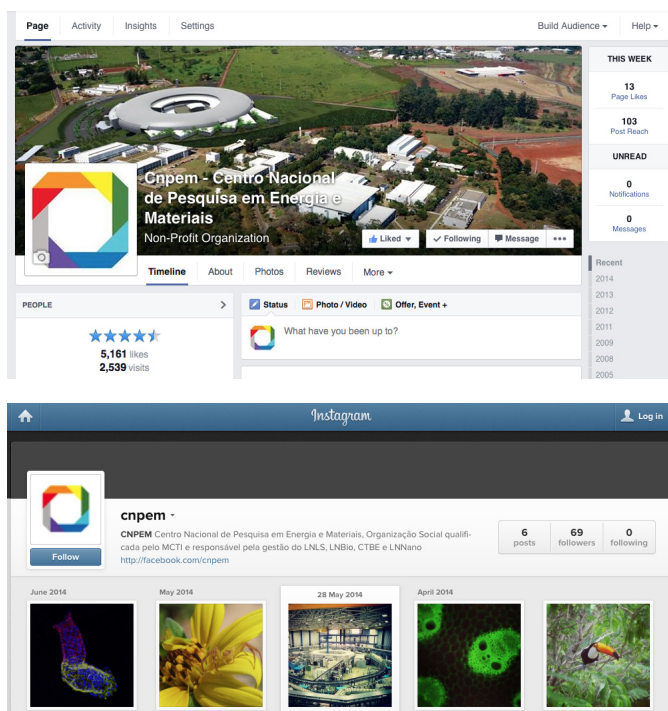 Page Activity Insights Settings Build Audience Help
THIS WEEK
13
Page Likes
103
Post Reach
UNREAD
0
Notifications
0
Messages
Cnpem - Centro Nacional
de Pesquisa em Energia e
Materiais
Non-Profit Organization
Liked Following Message
Timeline About Photos Reviews More
Recent
2014
2013
2012
2011
2009
2008
2005
PEOPLE
5,161 likes
2,539 visits
Status Photo / Video Offer, Event +
What have you been up to?
Instagram Log in
cnpem
CNPEM Centro Nacional de Pesquisa em Energia e Materiais, Organização Social qualifi-
cada pelo MCTI e responsável pela gestão do LNLS, LNBio, CTBE e LNNano
http://facebook.com/cnpem
Follow
6 posts
69 followers
0 following
June 2014 May 2014 28 May 2014 April 2014